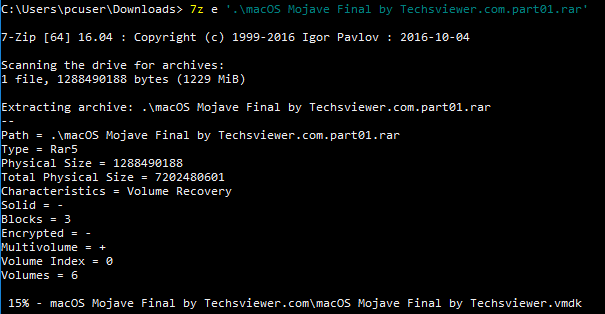 C:\Users\pcuser\Downloads> 7z e '.\macOS Mojave Final by Techsviewer.com.part01.rar'
7-Zip [64] 16.04 : Copyright (c) 1999-2016 Igor Pavlov : 2016-10-04
Scanning the drive for archives:
1 file, 1288490188 bytes (1229 MiB)
Extracting archive: .\macOS Mojave Final by Techsviewer.com.part01.rar
--
Path = .\macOS Mojave Final by Techsviewer.com.part01.rar
Type = Rar5
Physical Size = 1288490188
Total Physical Size = 7202480601
Characteristics = Volume Recovery
Solid = -
Blocks = 3
Encrypted = -
Multivolume = +
Volume Index = 0
Volumes = 6
15% - macOS Mojave Final by Techsviewer.com\macOS Mojave Final by Techsviewer.vmdk